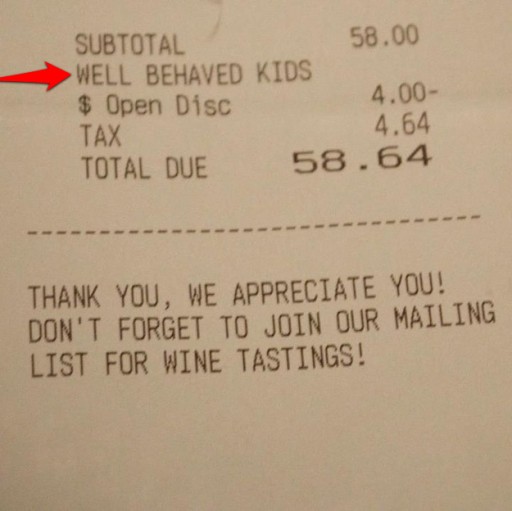 SUBTOTAL 58.00
WELL BEHAVED KIDS
$ Open Disc 4.00-
TAX 4.64
TOTAL DUE 58.64
--------------------------------
THANK YOU, WE APPRECIATE YOU!
DON'T FORGET TO JOIN OUR MAILING
LIST FOR WINE TASTINGS!